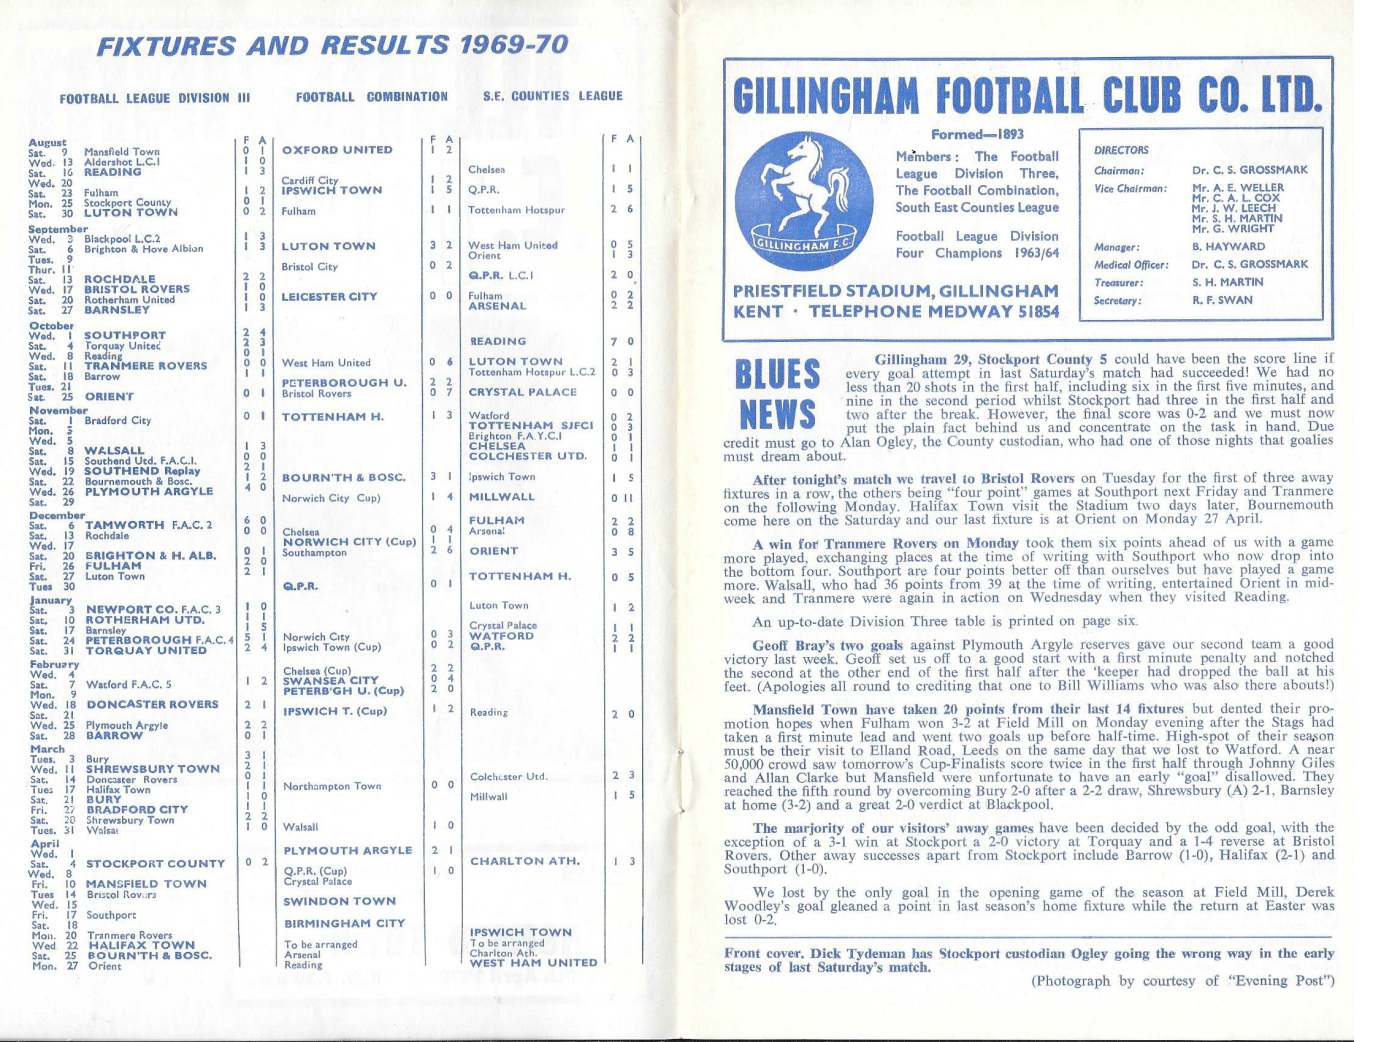 FIXTURES AND RESULTS 1969-70
FOOTBALL LEAGUE DIVISION III
F A
August
Sat. 9 Mansfield Town 0 1
Wed. 13 Aldershot L.C.1 1 0
Sat. 16 READING 1 3
Wed. 20
Sat. 23 Fulham 1 2
Mon. 25 Stockport County 0 1
Sat. 30 LUTON TOWN 0 2
September
Wed. 3 Blackpool L.C.2 1 3
Sat. 6 Brighton & Hove Albion 1 3
Tues. 9
Thur. 11
Sat. 13 ROCHDALE 2 2
Wed. 17 BRISTOL ROVERS 1 0
Sat. 20 Rotherham United 1 0
Sat. 27 BARNSLEY 1 3
October
Wed. 1 SOUTHPORT 2 4
Sat. 4 Torquay United 2 3
Wed. 8 Reading 0 1
Sat. 11 TRANMERE ROVERS 0 0
Sat. 18 Barrow 1 1
Tues. 21
Sat. 25 ORIENT 0 1
November
Sat. 1 Bradford City 0 1
Mon. 3
Wed. 5
Sat. 8 WALSALL 1 3
Sat. 15 Southend Utd. F.A.C.I. 0 0
Wed. 19 SOUTHEND Replay 2 1
Sat. 22 Bournemouth & Bosc. 1 2
Wed. 26 PLYMOUTH ARGYLE 4 0
Sat. 29
December
Sat. 6 TAMWORTH F.A.C. 2 6 0
Sat. 13 Rochdale 0 0
Wed. 17
Sat. 20 BRIGHTON & H. ALB. 0 1
Fri. 26 FULHAM 2 0
Sat. 27 Luton Town 2 1
Tues 30
January
Sat. 3 NEWPORT CO. F.A.C. 3 1 0
Sat. 10 ROTHERHAM UTD. 1 1
Sat. 17 Barnsley 1 5
Sat. 24 PETERBOROUGH F.A.C. 4 5 1
Sat. 31 TORQUAY UNITED 2 4
February
Wed. 4
Sat. 7 Watford F.A.C. 5 1 2
Mon. 9
Wed. 18 DONCASTER ROVERS 2 1
Sat. 21
Wed. 25 Plymouth Argyle 2 2
Sat. 28 BARROW 0 1
March
Tues. 3 Bury 3 1
Wed. 11 SHREWSBURY TOWN 2 1
Sat. 14 Doncaster Rovers 0 1
Tues 17 Halifax Town 1 1
Sat. 21 BURY 1 0
Fri. 27 BRADFORD CITY 1 1
Sat. 28 Shrewsbury Town 2 2
Tues. 31 Walsal 1 0
April
Wed. 1
Sat. 4 STOCKPORT COUNTY 0 2
Wed. 8
Fri. 10 MANSFIELD TOWN
Tues 14 Bristol Rovers
Wed. 15
Fri. 17 Southport
Sat. 18
Mon. 20 Tranmere Rovers
Wed 22 HALIFAX TOWN
Sat. 25 BOURN'TH & BOSC.
Mon. 27 Orient
FOOTBALL COMBINATION
F A
OXFORD UNITED 1 2
Cardiff City 1 2
IPSWICH TOWN 1 5
Fulham 1 1
LUTON TOWN 3 2
Bristol City 0 2
LEICESTER CITY 0 0
West Ham United 0 6
PETERBOROUGH U. 2 2
Bristol Rovers 0 7
TOTTENHAM H. 1 3
BOURN'TH & BOSC. 3 1
Norwich City Cup) 1 4
Chelsea 0 4
NORWICH CITY (Cup) 1 1
Southampton 2 6
Q.P.R. 0 1
Norwich City 0 3
Ipswich Town (Cup) 0 2
Chelsea (Cup) 2 2
SWANSEA CITY 0 4
PETERB'GH U. (Cup) 2 0
IPSWICH T. (Cup) 1 2
Northampton Town 0 0
Walsall 1 0
PLYMOUTH ARGYLE 2 1
Q.P.R. (Cup) 1 0
Crystal Palace
SWINDON TOWN
BIRMINGHAM CITY
To be arranged
Arsenal
Reading
S.E. COUNTIES LEAGUE
F A
Chelsea 1 1
Q.P.R. 1 5
Tottenham Hotspur 2 6
West Ham United 0 5
Orient 1 3
Q.P.R. L.C.1 2 0
Fulham 0 2
ARSENAL 2 2
READING 7 0
LUTON TOWN 2 1
Tottenham Hotspur L.C.2 0 3
CRYSTAL PALACE 0 0
Watford 0 2
TOTTENHAM SJFC1 0 3
Brighton F.A.Y.C.I 0 1
CHELSEA 1 1
COLCHESTER UTD. 0 1
Ipswich Town 1 5
MILLWALL 0 11
FULHAM 2 2
Arsenal 0 8
ORIENT 3 5
TOTTENHAM H. 0 5
Luton Town 1 2
Crystal Palace 1 1
WATFORD 2 2
Q.P.R. 1 1
Reading 2 0
Colchester Utd. 2 3
Millwall 1 5
CHARLTON ATH. 1 3
IPSWICH TOWN
To be arranged
Charlton Ath.
WEST HAM UNITED
GILLINGHAM FOOTBALL CLUB CO. LTD.
GILLINGHAM F.C.
Formed—1893
Members: The Football
League Division Three,
The Football Combination,
South East Counties League
Football League Division
Four Champions 1963/64
PRIESTFIELD STADIUM, GILLINGHAM
KENT · TELEPHONE MEDWAY 51854
DIRECTORS
Chairman: Dr. C. S. GROSSMARK
Vice Chairman: Mr. A. E. WELLER
Mr. C. A. L. COX
Mr. J. W. LEECH
Mr. S. H. MARTIN
Mr. G. WRIGHT
Manager: B. HAYWARD
Medical Officer: Dr. C. S. GROSSMARK
Treasurer: S. H. MARTIN
Secretary: R. F. SWAN
BLUES
NEWS
Gillingham 29, Stockport County 5 could have been the score line if
every goal attempt in last Saturday's match had succeeded! We had no
less than 20 shots in the first half, including six in the first five minutes, and
nine in the second period whilst Stockport had three in the first half and
two after the break. However, the final score was 0-2 and we must now
put the plain fact behind us and concentrate on the task in hand. Due
credit must go to Alan Ogley, the County custodian, who had one of those nights that goalies
must dream about.
After tonight's match we travel to Bristol Rovers on Tuesday for the first of three away
fixtures in a row, the others being "four point" games at Southport next Friday and Tranmere
on the following Monday. Halifax Town visit the Stadium two days later, Bournemouth
come here on the Saturday and our last fixture is at Orient on Monday 27 April.
A win for Tranmere Rovers on Monday took them six points ahead of us with a game
more played, exchanging places at the time of writing with Southport who now drop into
the bottom four. Southport are four points better off than ourselves but have played a game
more. Walsall, who had 36 points from 39 at the time of writing, entertained Orient in mid-
week and Tranmere were again in action on Wednesday when they visited Reading.
An up-to-date Division Three table is printed on page six.
Geoff Bray's two goals against Plymouth Argyle reserves gave our second team a good
victory last week. Geoff set us off to a good start with a first minute penalty and notched
the second at the other end of the first half after the 'keeper had dropped the ball at his
feet. (Apologies all round to crediting that one to Bill Williams who was also there abouts!)
Mansfield Town have taken 20 points from their last 14 fixtures but dented their pro-
motion hopes when Fulham won 3-2 at Field Mill on Monday evening after the Stags had
taken a first minute lead and went two goals up before half-time. High-spot of their season
must be their visit to Elland Road, Leeds on the same day that we lost to Watford. A near
50,000 crowd saw tomorrow's Cup-Finalists score twice in the first half through Johnny Giles
and Allan Clarke but Mansfield were unfortunate to have an early "goal" disallowed. They
reached the fifth round by overcoming Bury 2-0 after a 2-2 draw, Shrewsbury (A) 2-1, Barnsley
at home (3-2) and a great 2-0 verdict at Blackpool.
The marjority of our visitors' away games have been decided by the odd goal, with the
exception of a 3-1 win at Stockport a 2-0 victory at Torquay and a 1-4 reverse at Bristol
Rovers. Other away successes apart from Stockport include Barrow (1-0), Halifax (2-1) and
Southport (1-0).
We lost by the only goal in the opening game of the season at Field Mill, Derek
Woodley's goal gleaned a point in last season's home fixture while the return at Easter was
lost 0-2.
Front cover. Dick Tydeman has Stockport custodian Ogley going the wrong way in the early
stages of last Saturday's match.
(Photograph by courtesy of "Evening Post")